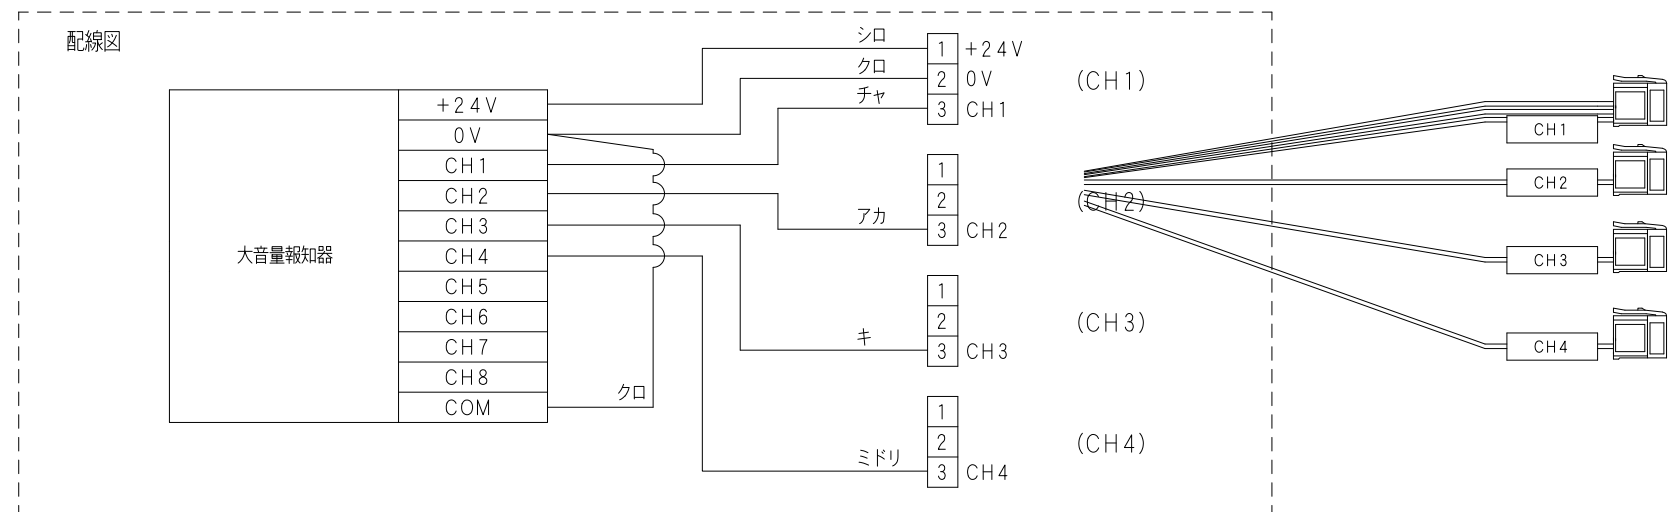 配線図
大音量報知器
+24V
0V
CH1
CH2
CH3
CH4
CH5
CH6
CH7
CH8
COM
クロ
シロ
1 +24V
クロ
2 0V
チャ
3 CH1
(CH1)
1
2
アカ
3 CH2
(CH2)
1
2
キ
3 CH3
(CH3)
1
2
ミドリ
3 CH4
(CH4)
CH1
CH2
CH3
CH4